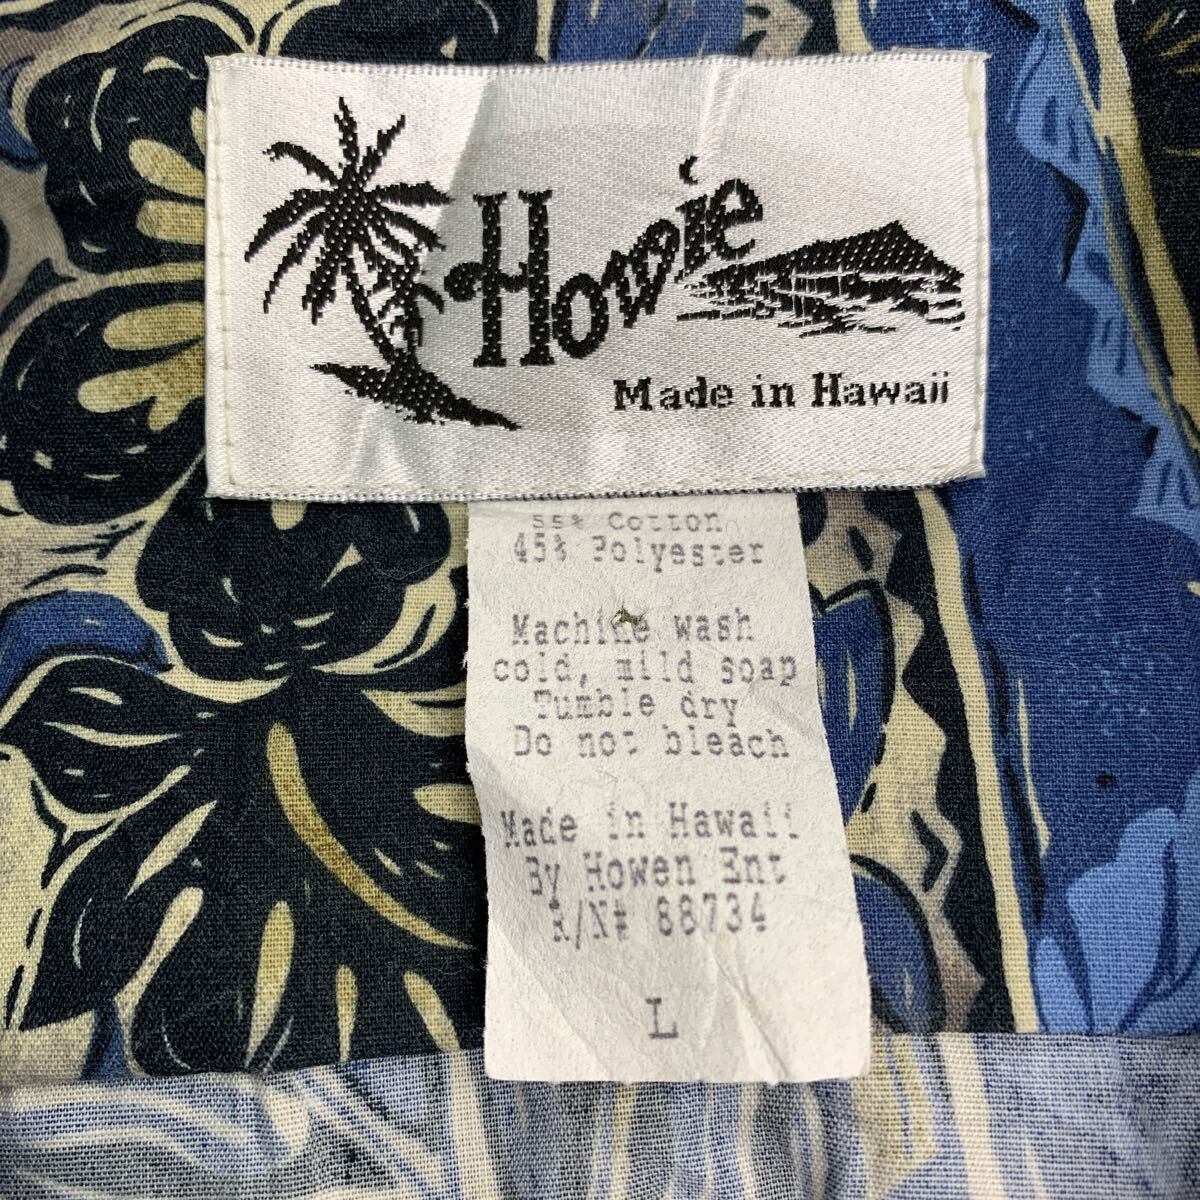 Howie
Made in Hawaii
55% Cotton
45% Polyester
Machine wash
cold, mild soap
Tumble dry
Do not bleach
Made in Hawaii
By Howen Ent
R/N# 88734
L